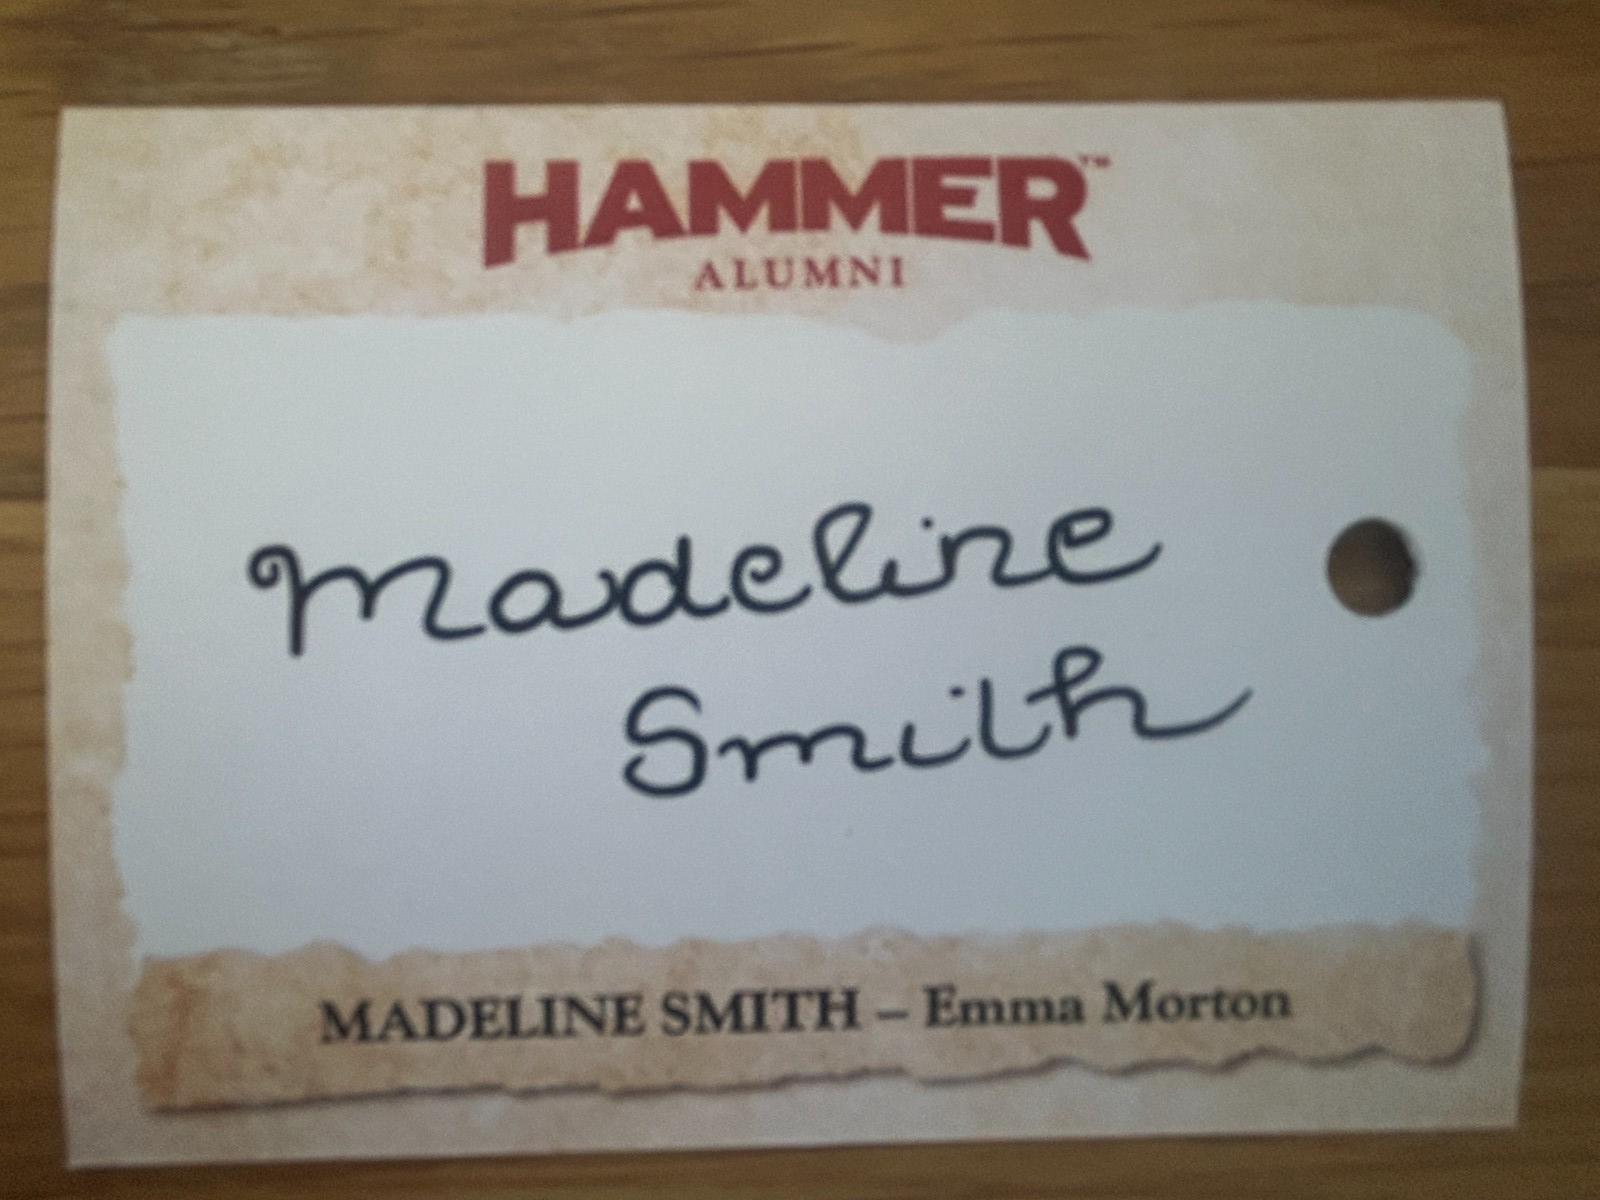 HAMMER™
ALUMNI
Madeline
Smith
MADELINE SMITH – Emma Morton